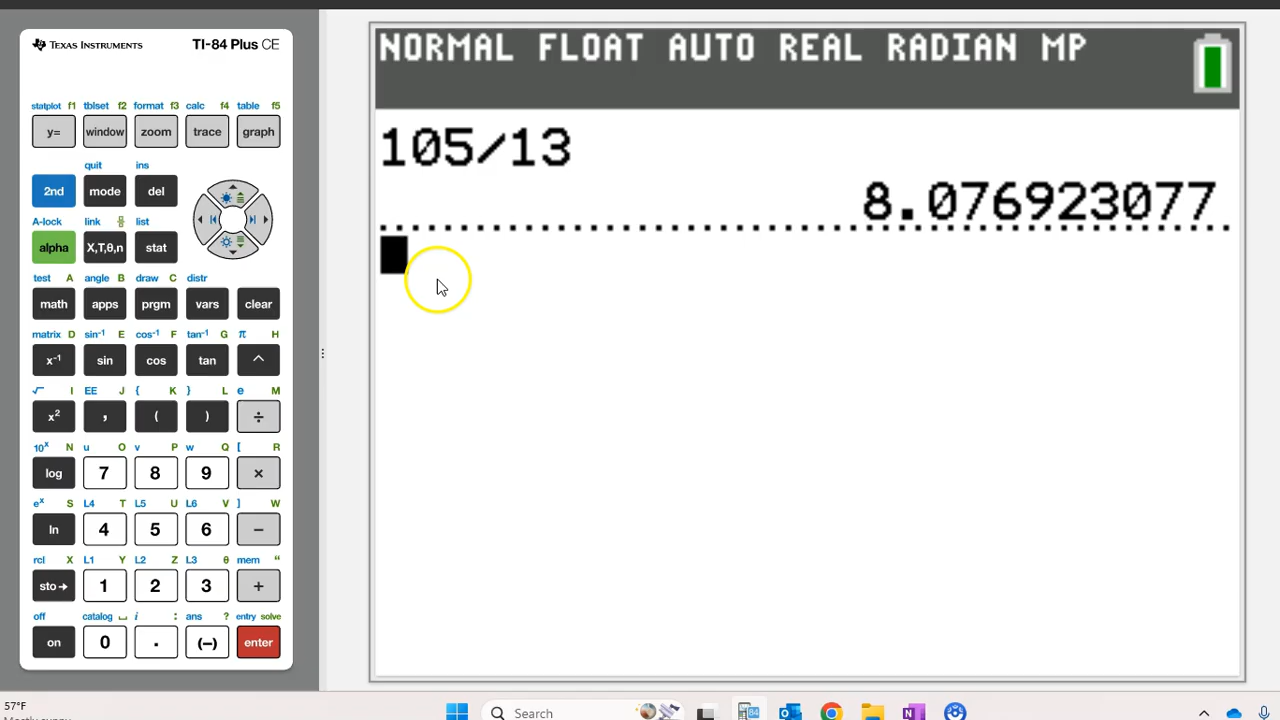 TEXAS INSTRUMENTS TI-84 Plus CE
statplot f1 tblset f2 format f3 calc f4 table f5
y= window zoom trace graph
quit ins
2nd mode del
A-lock link list
alpha X,T,θ,n stat
test A angle B draw C distr
math apps prgm vars clear
matrix D sin⁻¹ E cos⁻¹ F tan⁻¹ G π H
x⁻¹ sin cos tan ^
√ I EE J { K } L e M
x² , ( ) ÷
10ˣ N u O v P w Q [ R
log 7 8 9 ×
eˣ S L4 T L5 U L6 V ] W
ln 4 5 6 −
rcl X L1 Y L2 Z L3 θ mem "
sto→ 1 2 3 +
off catalog ␣ i : ans ? entry solve
on 0 . (−) enter
NORMAL FLOAT AUTO REAL RADIAN MP
105/13
8.076923077
57°F
Search